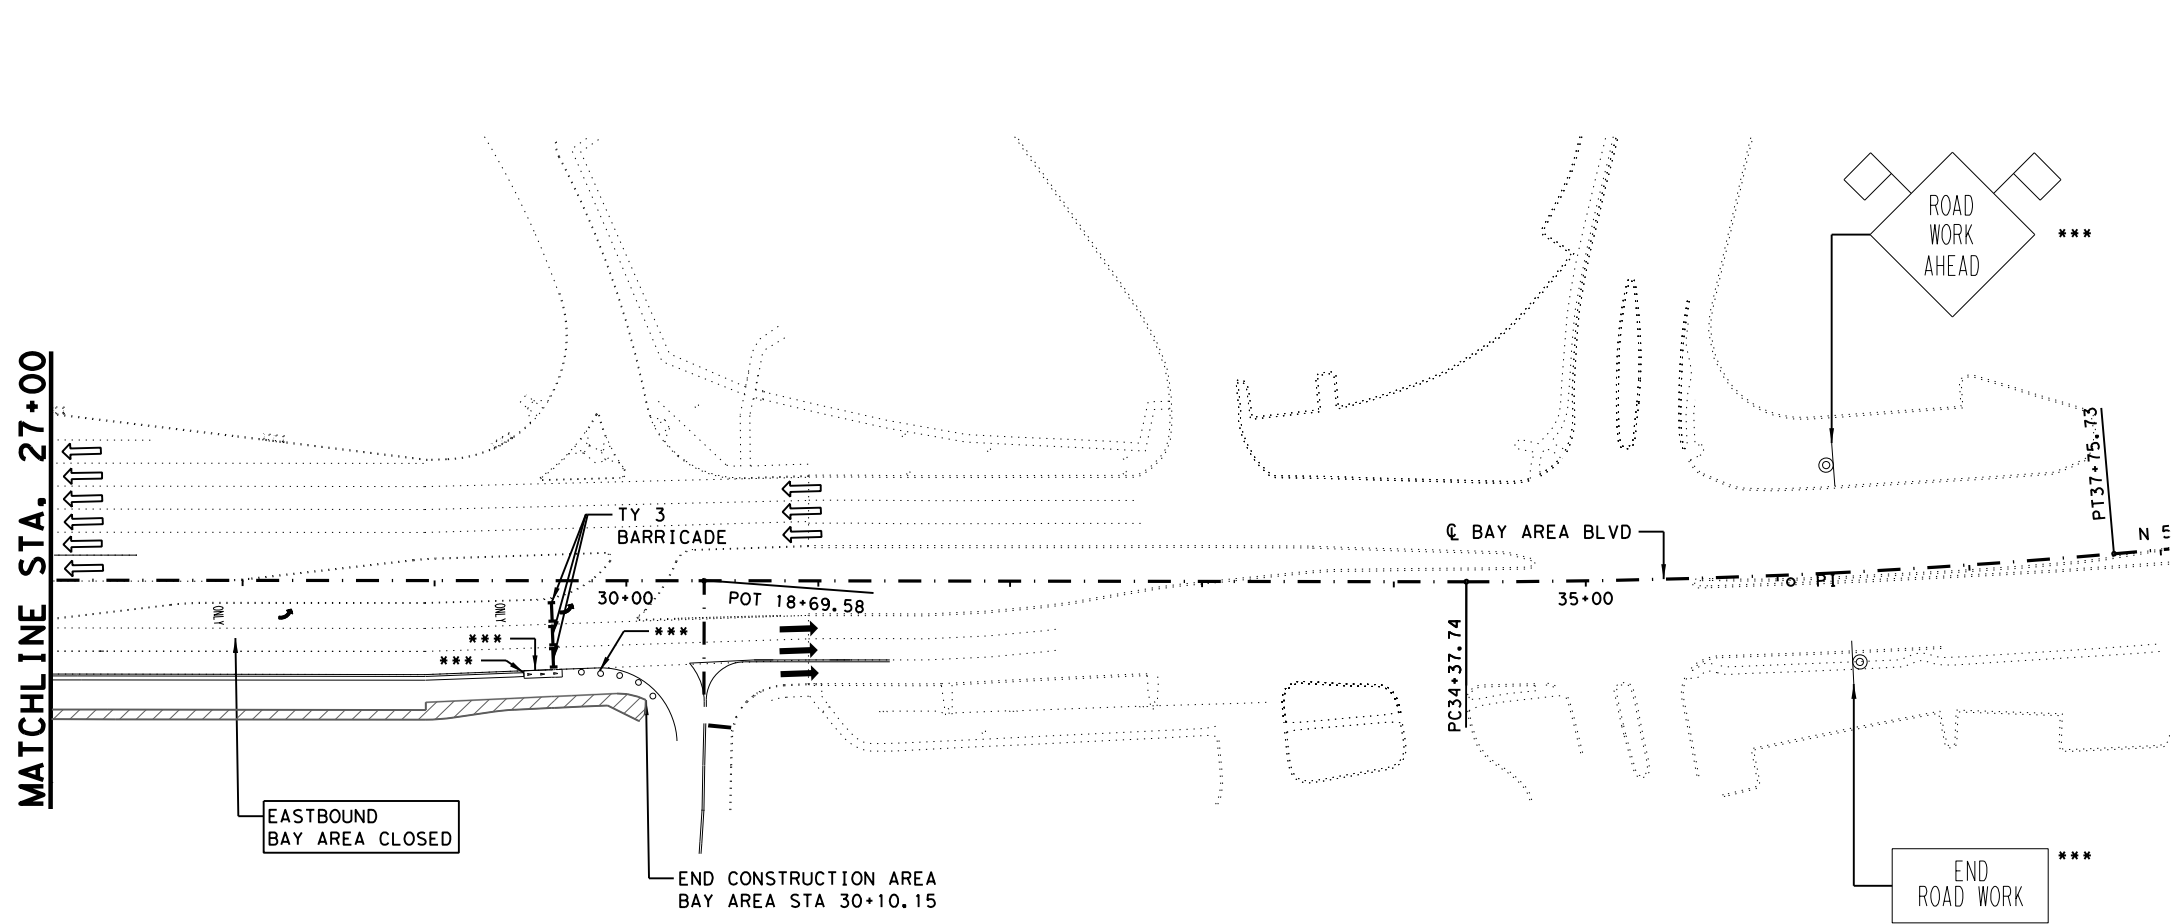 ROAD
WORK
AHEAD
***
MATCHLINE STA. 27+00
TY 3
BARRICADE
℄ BAY AREA BLVD
PT37+75.73
N 5
PI
ONLY
ONLY
30+00
POT 18+69.58
35+00
***
***
***
PC34+37.74
EASTBOUND
BAY AREA CLOSED
END CONSTRUCTION AREA
BAY AREA STA 30+10.15
END
ROAD WORK
***